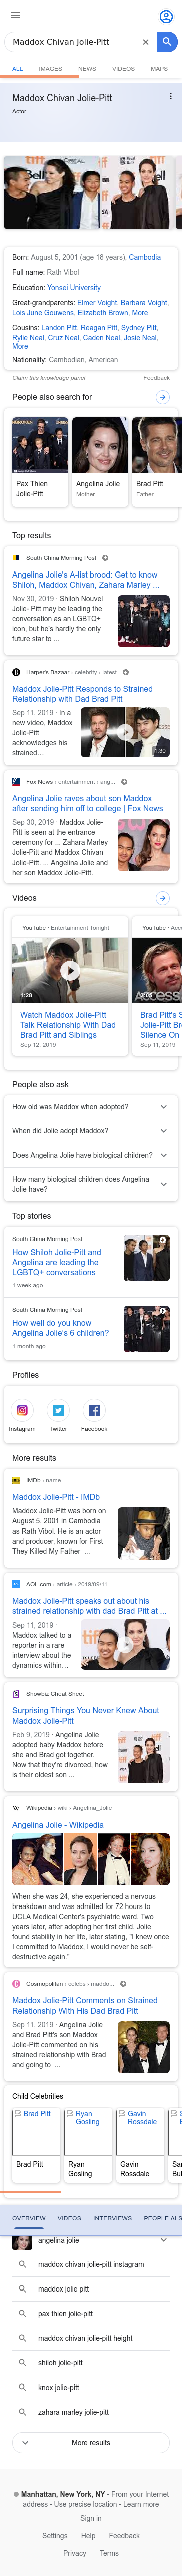 Maddox Chivan Jolie-Pitt
ALL IMAGES NEWS VIDEOS MAPS
Maddox Chivan Jolie-Pitt
Actor
Born: August 5, 2001 (age 18 years), Cambodia
Full name: Rath Vibol
Education: Yonsei University
Great-grandparents: Elmer Voight, Barbara Voight,
Lois June Gouwens, Elizabeth Brown, More
Cousins: Landon Pitt, Reagan Pitt, Sydney Pitt,
Rylie Neal, Cruz Neal, Caden Neal, Josie Neal,
More
Nationality: Cambodian, American
Claim this knowledge panel Feedback
People also search for
Pax Thien
Jolie-Pitt
Angelina Jolie
Mother
Brad Pitt
Father
Top results
South China Morning Post
Angelina Jolie's A-list brood: Get to know
Shiloh, Maddox Chivan, Zahara Marley ...
Nov 30, 2019 · Shiloh Nouvel
Jolie- Pitt may be leading the
conversation as an LGBTQ+
icon, but he's hardly the only
future star to ...
Harper's Bazaar › celebrity › latest
Maddox Jolie-Pitt Responds to Strained
Relationship with Dad Brad Pitt
Sep 11, 2019 · In a
new video, Maddox
Jolie-Pitt
acknowledges his
strained...
1:30
Fox News › entertainment › ang...
Angelina Jolie raves about son Maddox
after sending him off to college | Fox News
Sep 30, 2019 · Maddox Jolie-
Pitt is seen at the entrance
ceremony for ... Zahara Marley
Jolie-Pitt and Maddox Chivan
Jolie-Pitt. ... Angelina Jolie and
her son Maddox Jolie-Pitt.
Videos
YouTube · Entertainment Tonight
1:28
Watch Maddox Jolie-Pitt
Talk Relationship With Dad
Brad Pitt and Siblings
Sep 12, 2019
YouTube · Acce
ACCESS
Brad Pitt's S
Jolie-Pitt Br
Silence On
Sep 11, 2019
People also ask
How old was Maddox when adopted?
When did Jolie adopt Maddox?
Does Angelina Jolie have biological children?
How many biological children does Angelina
Jolie have?
Top stories
South China Morning Post
How Shiloh Jolie-Pitt and
Angelina are leading the
LGBTQ+ conversations
1 week ago
South China Morning Post
How well do you know
Angelina Jolie's 6 children?
1 month ago
Profiles
Instagram Twitter Facebook
More results
IMDb › name
Maddox Jolie-Pitt - IMDb
Maddox Jolie-Pitt was born on
August 5, 2001 in Cambodia
as Rath Vibol. He is an actor
and producer, known for First
They Killed My Father ...
AOL.com › article › 2019/09/11
Maddox Jolie-Pitt speaks out about his
strained relationship with dad Brad Pitt at ...
Sep 11, 2019 ·
Maddox talked to a
reporter in a rare
interview about the
dynamics within...
Showbiz Cheat Sheet
Surprising Things You Never Knew About
Maddox Jolie-Pitt
Feb 9, 2019 · Angelina Jolie
adopted baby Maddox before
she and Brad got together.
Now that they're divorced, how
is their oldest son ...
Wikipedia › wiki › Angelina_Jolie
Angelina Jolie - Wikipedia
When she was 24, she experienced a nervous
breakdown and was admitted for 72 hours to
UCLA Medical Center's psychiatric ward. Two
years later, after adopting her first child, Jolie
found stability in her life, later stating, "I knew once
I committed to Maddox, I would never be self-
destructive again."
Cosmopolitan › celebs › maddo...
Maddox Jolie-Pitt Comments on Strained
Relationship With His Dad Brad Pitt
Sep 11, 2019 · Angelina Jolie
and Brad Pitt's son Maddox
Jolie-Pitt commented on his
strained relationship with Brad
and going to ...
Child Celebrities
Brad Pitt
Brad Pitt
Ryan
Gosling
Ryan
Gosling
Gavin
Rossdale
Gavin
Rossdale
OVERVIEW VIDEOS INTERVIEWS PEOPLE ALS
angelina jolie
maddox chivan jolie-pitt instagram
maddox jolie pitt
pax thien jolie-pitt
maddox chivan jolie-pitt height
shiloh jolie-pitt
knox jolie-pitt
zahara marley jolie-pitt
More results
Manhattan, New York, NY - From your Internet
address - Use precise location - Learn more
Sign in
Settings Help Feedback
Privacy Terms